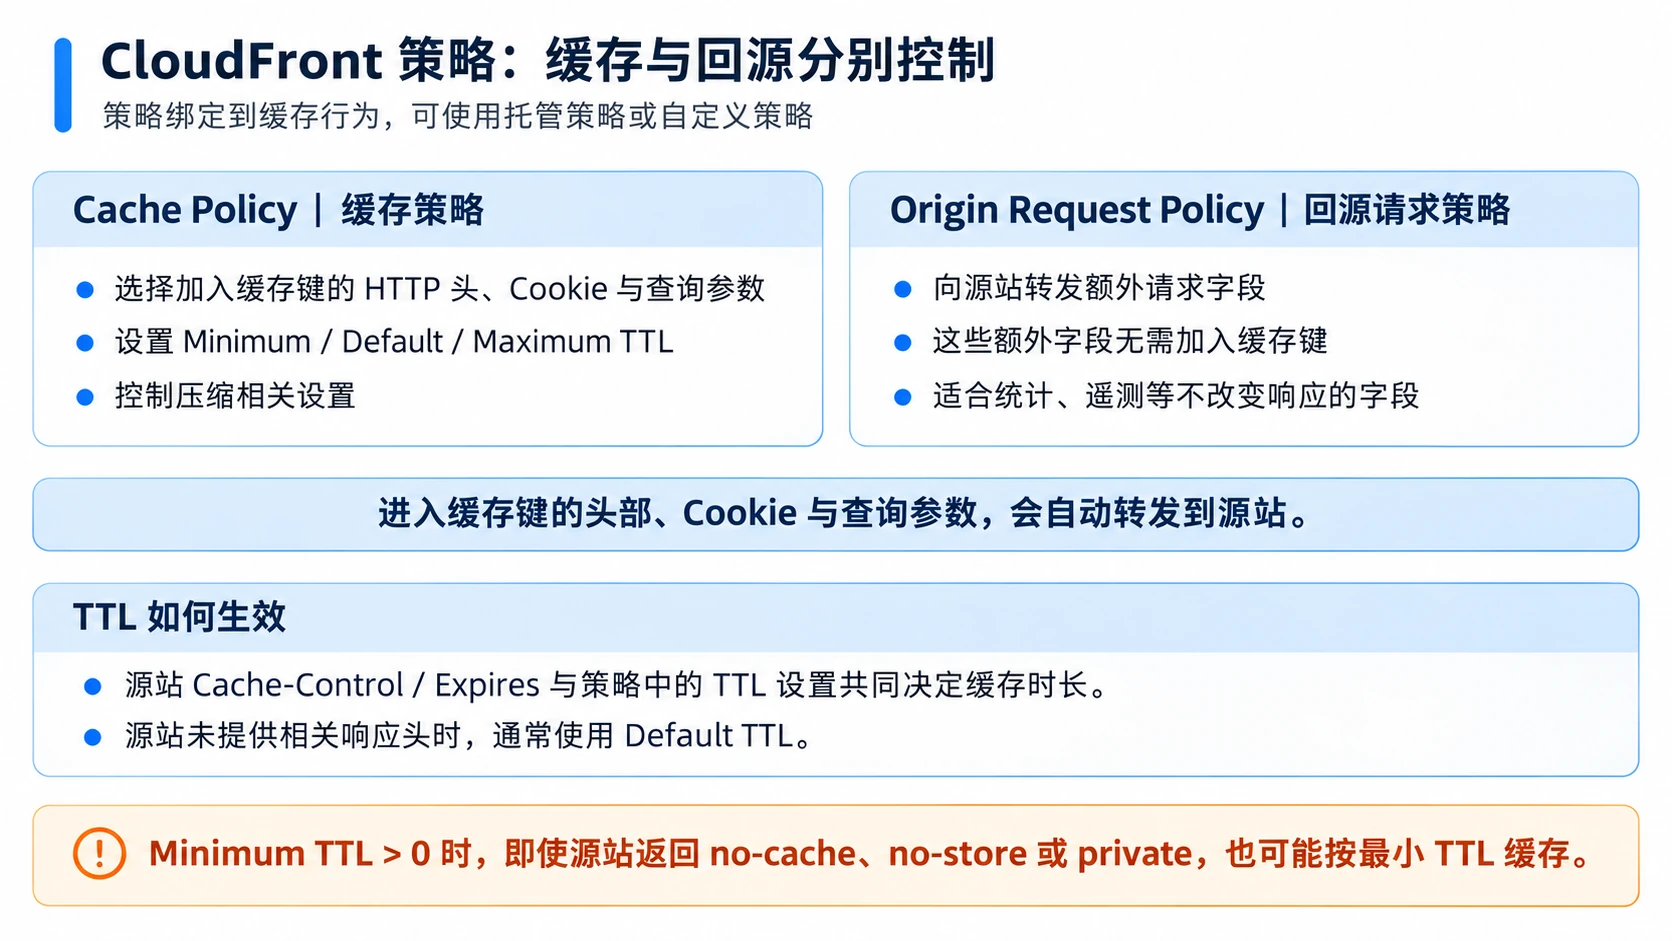 CloudFront 策略：缓存与回源分别控制
策略绑定到缓存行为，可使用托管策略或自定义策略
Cache Policy｜缓存策略
选择加入缓存键的 HTTP 头、Cookie 与查询参数
设置 Minimum / Default / Maximum TTL
控制压缩相关设置
Origin Request Policy｜回源请求策略
向源站转发额外请求字段
这些额外字段无需加入缓存键
适合统计、遥测等不改变响应的字段
进入缓存键的头部、Cookie 与查询参数，会自动转发到源站。
TTL 如何生效
源站 Cache-Control / Expires 与策略中的 TTL 设置共同决定缓存时长。
源站未提供相关响应头时，通常使用 Default TTL。
Minimum TTL > 0 时，即使源站返回 no-cache、no-store 或 private，也可能按最小 TTL 缓存。